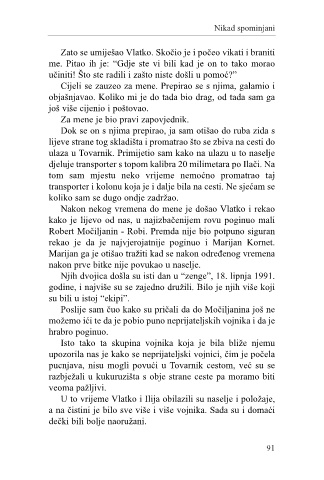 Nikad spominjani
Zato se umiješao Vlatko. Skočio je i počeo vikati i braniti
me. Pitao ih je: “Gdje ste vi bili kad je on to tako morao
učiniti! Što ste radili i zašto niste došli u pomoć?”
Cijeli se zauzeo za mene. Prepirao se s njima, galamio i
objašnjavao. Koliko mi je do tada bio drag, od tada sam ga
još više cijenio i poštovao.
Za mene je bio pravi zapovjednik.
Dok se on s njima prepirao, ja sam otišao do ruba zida s
lijeve strane tog skladišta i promatrao što se zbiva na cesti do
ulaza u Tovarnik. Primijetio sam kako na ulazu u to naselje
djeluje transporter s topom kalibra 20 milimetara po Ilači. Na
tom sam mjestu neko vrijeme nemoćno promatrao taj
transporter i kolonu koja je i dalje bila na cesti. Ne sjećam se
koliko sam se dugo ondje zadržao.
Nakon nekog vremena do mene je došao Vlatko i rekao
kako je lijevo od nas, u najizbačenijem rovu poginuo mali
Robert Močiljanin - Robi. Premda nije bio potpuno siguran
rekao je da je najvjerojatnije poginuo i Marijan Kornet.
Marijan ga je otišao tražiti kad se nakon određenog vremena
nakon prve bitke nije povukao u naselje.
Njih dvojica došla su isti dan u “zenge”, 18. lipnja 1991.
godine, i najviše su se zajedno družili. Bilo je njih više koji
su bili u istoj “ekipi”.
Poslije sam čuo kako su pričali da do Močiljanina još ne
možemo ići te da je pobio puno neprijateljskih vojnika i da je
hrabro poginuo.
Isto tako ta skupina vojnika koja je bila bliže njemu
upozorila nas je kako se neprijateljski vojnici, čim je počela
pucnjava, nisu mogli povući u Tovarnik cestom, već su se
razbježali u kukuruzišta s obje strane ceste pa moramo biti
veoma pažljivi.
U to vrijeme Vlatko i Ilija obilazili su naselje i položaje,
a na čistini je bilo sve više i više vojnika. Sada su i domaći
dečki bili bolje naoružani.
91